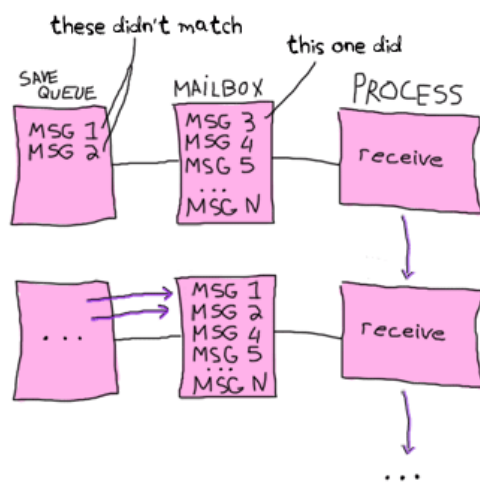 these didn't match
this one did
SAVE
QUEUE
MAILBOX
PROCESS
MSG 1
MSG 2
MSG 3
MSG 4
MSG 5
...
MSG N
receive
...
MSG 1
MSG 2
MSG 4
MSG 5
...
MSG N
receive
...